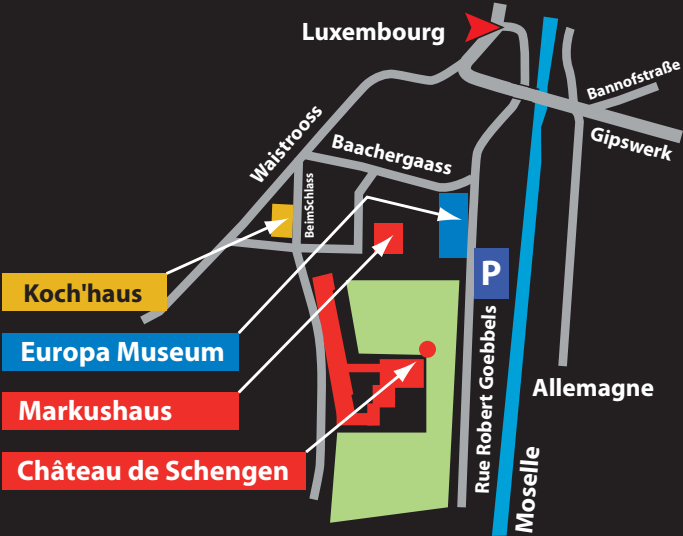 Luxembourg
Bannofstraße
Gipswerk
Waistrooss
Baachergaass
BeimSchlass
Koch'haus
P
Europa Museum
Rue Robert Goebbels
Allemagne
Markushaus
Château de Schengen
Moselle